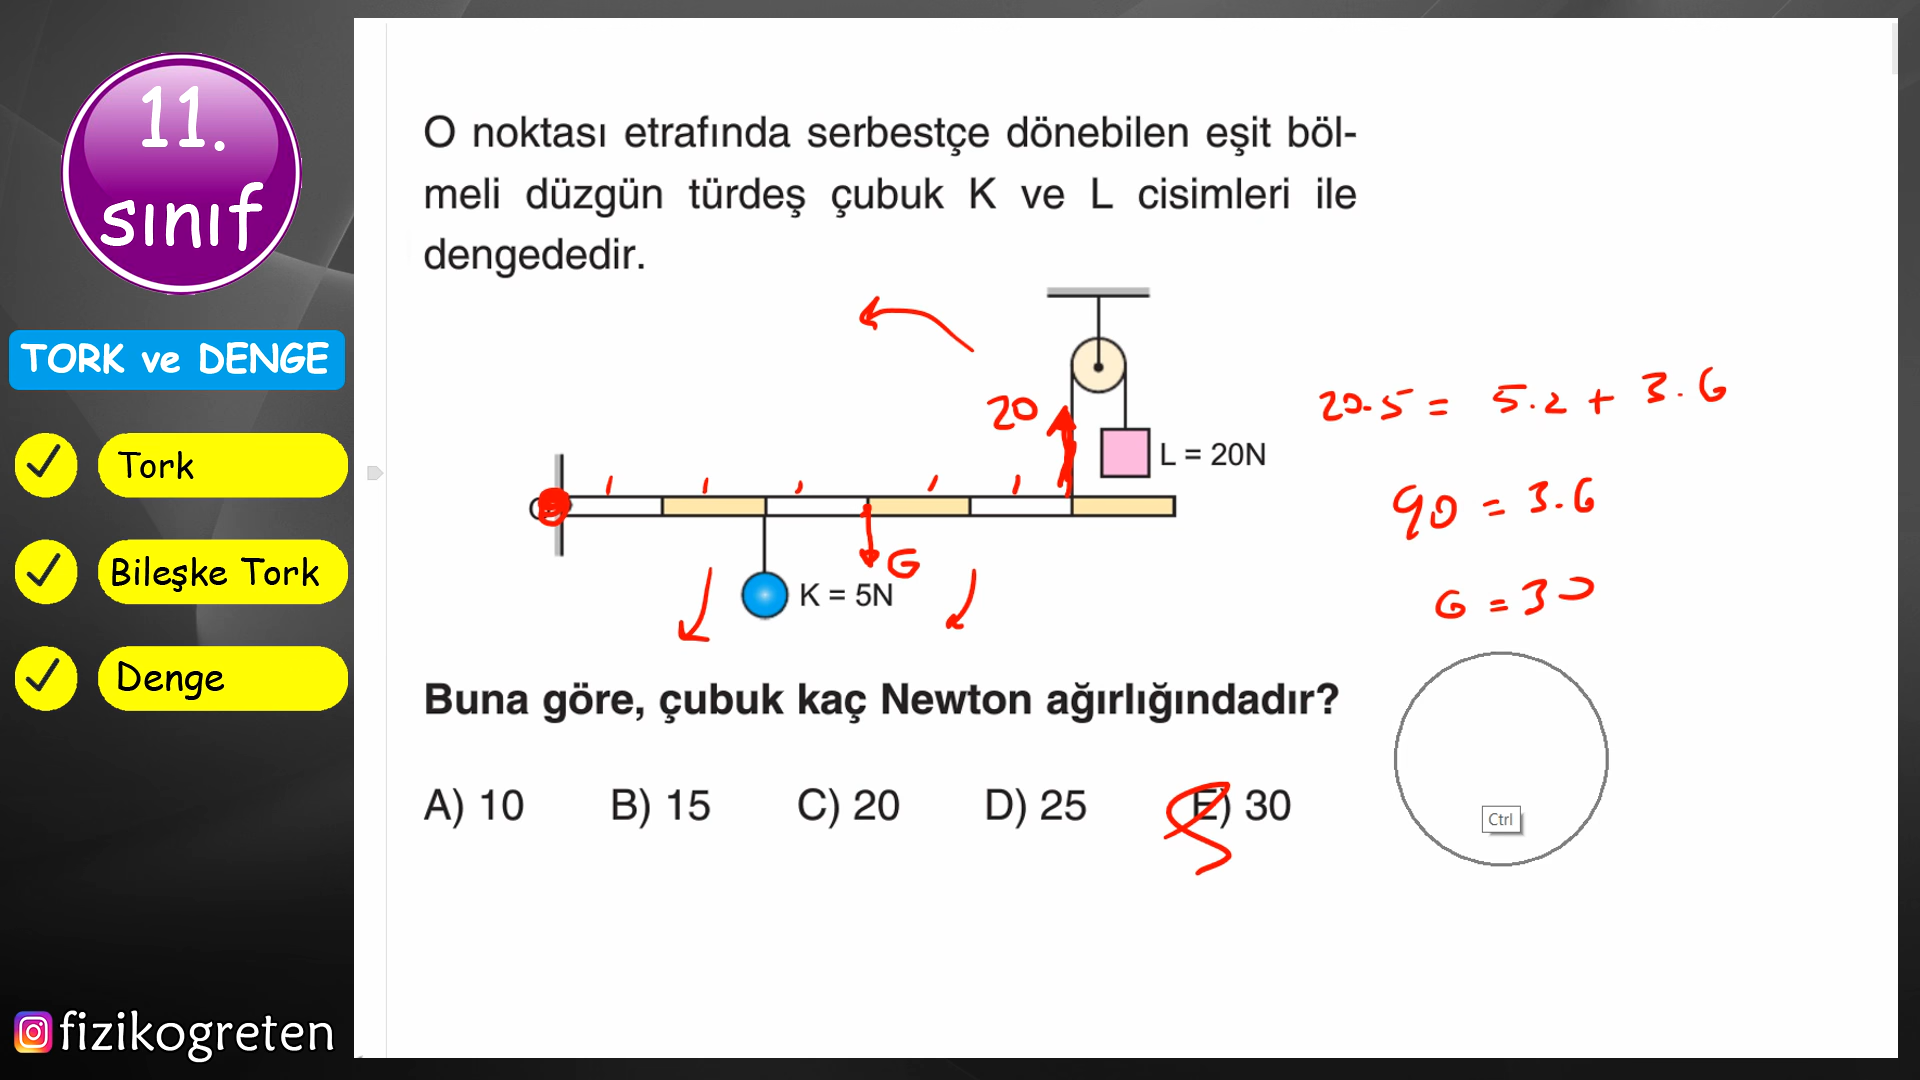 11.
sınıf
TORK ve DENGE
Tork
Bileşke Tork
Denge
fizikogreten
O noktası etrafında serbestçe dönebilen eşit böl-
meli düzgün türdeş çubuk K ve L cisimleri ile
dengededir.
20
L = 20N
G
K = 5N
20.5 = 5.2 + 3.G
90 = 3.G
G = 30
Buna göre, çubuk kaç Newton ağırlığındadır?
A) 10 B) 15 C) 20 D) 25 E) 30
Ctrl